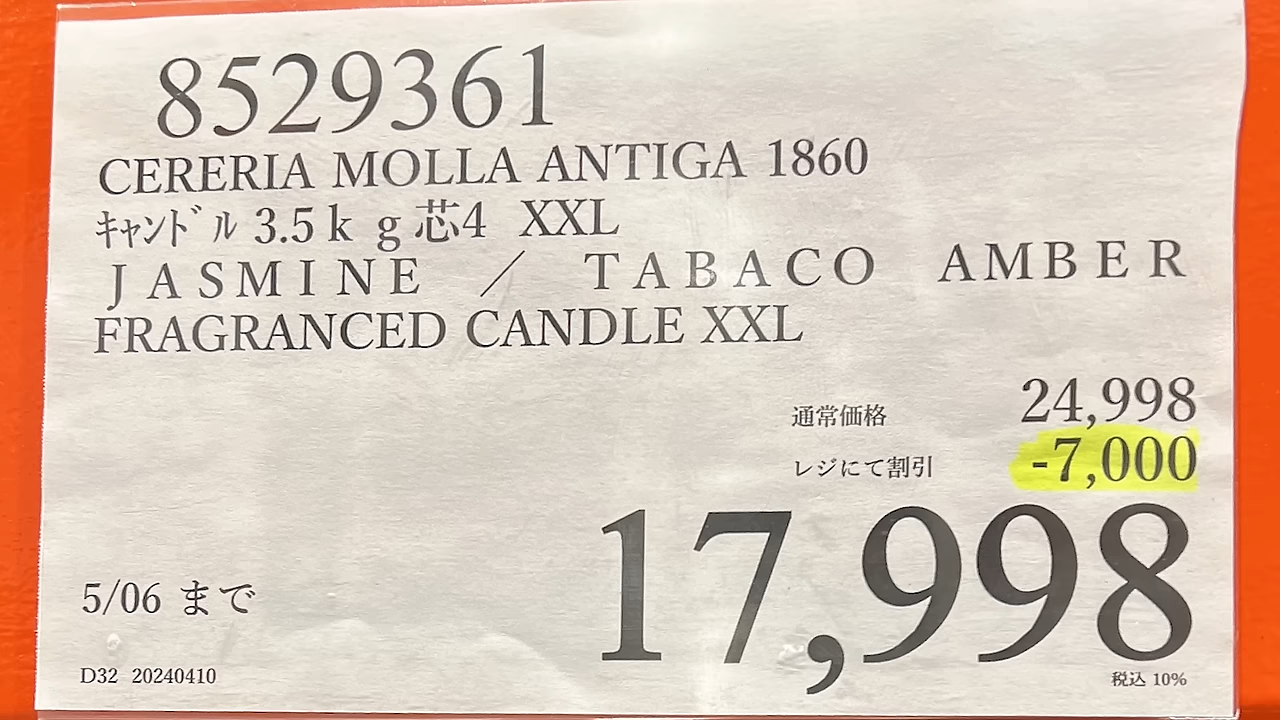 8529361
CERERIA MOLLA ANTIGA 1860
ｷｬﾝﾄﾞﾙ 3.5ｋｇ芯4 XXL
ＪＡＳＭＩＮＥ　／　ＴＡＢＡＣＯ　ＡＭＢＥＲ
FRAGRANCED CANDLE XXL
通常価格 24,998
レジにて割引 -7,000
17,998
5/06 まで
税込 10%
D32 20240410